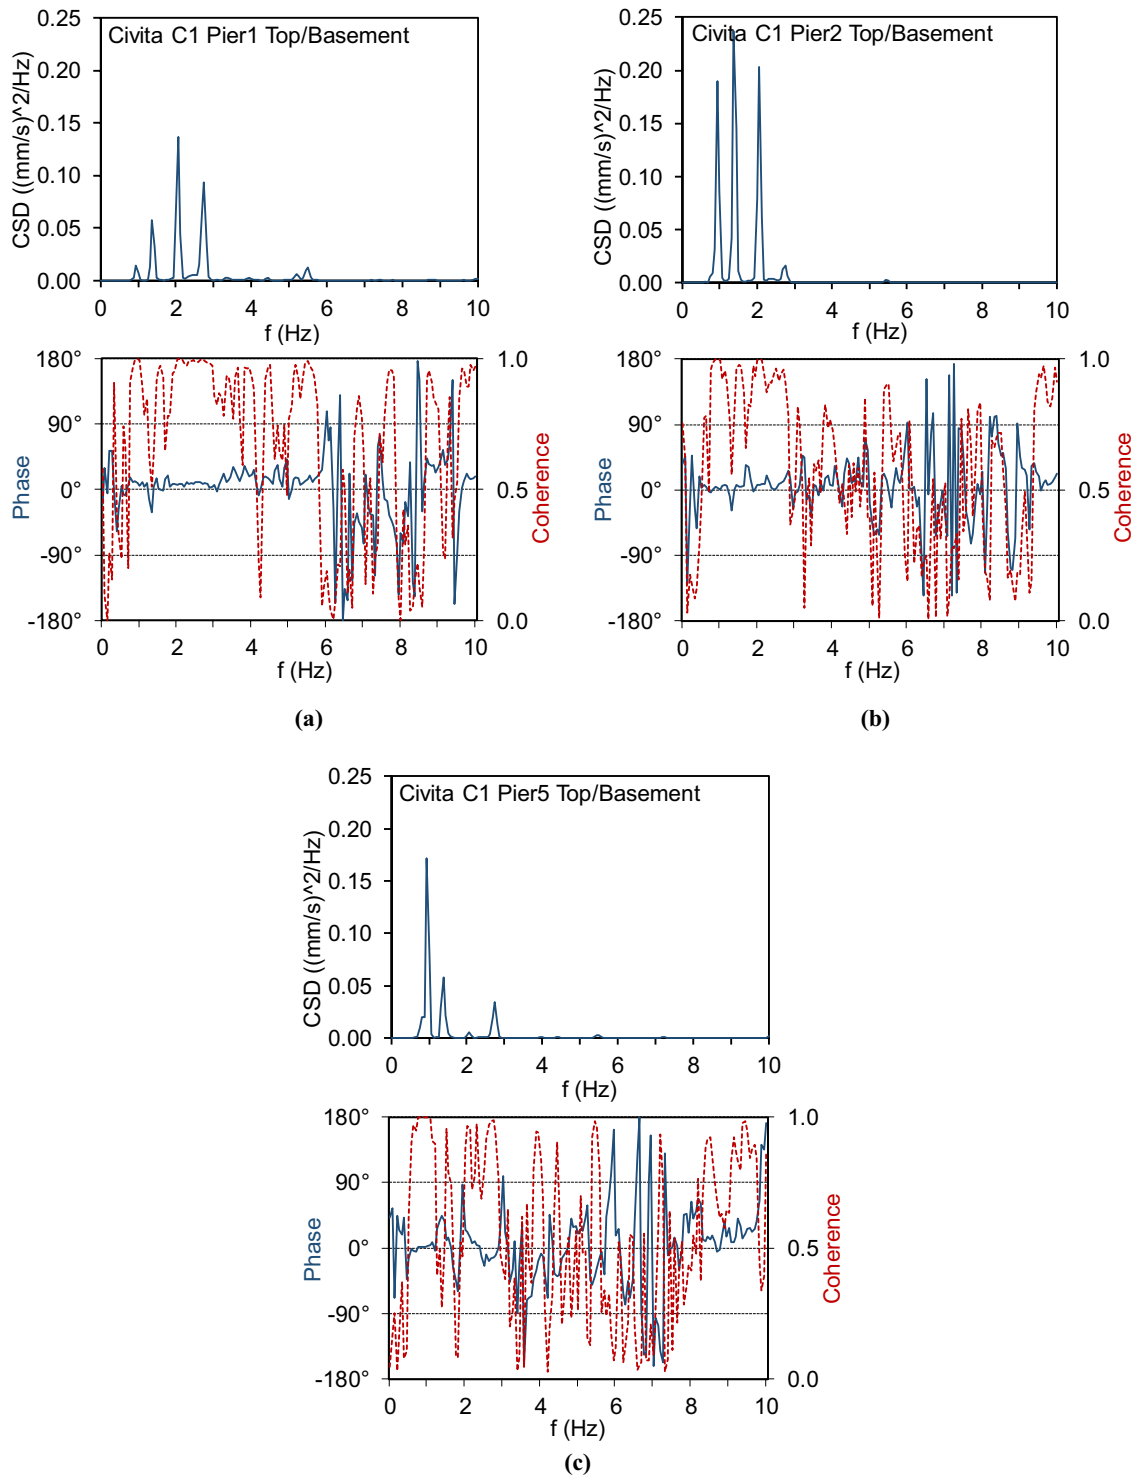 Civita C1 Pier1 Top/Basement
CSD ((mm/s)^2/Hz)
0.25
0.20
0.15
0.10
0.05
0.00
0 2 4 6 8 10
f (Hz)
Phase
180°
90°
0°
-90°
-180°
1.0
0.5
0.0
Coherence
0 2 4 6 8 10
f (Hz)
(a)
Civita C1 Pier2 Top/Basement
CSD ((mm/s)^2/Hz)
0.25
0.20
0.15
0.10
0.05
0.00
0 2 4 6 8 10
f (Hz)
Phase
180°
90°
0°
-90°
-180°
1.0
0.5
0.0
Coherence
0 2 4 6 8 10
f (Hz)
(b)
Civita C1 Pier5 Top/Basement
CSD ((mm/s)^2/Hz)
0.25
0.20
0.15
0.10
0.05
0.00
0 2 4 6 8 10
f (Hz)
Phase
180°
90°
0°
-90°
-180°
1.0
0.5
0.0
Coherence
0 2 4 6 8 10
f (Hz)
(c)